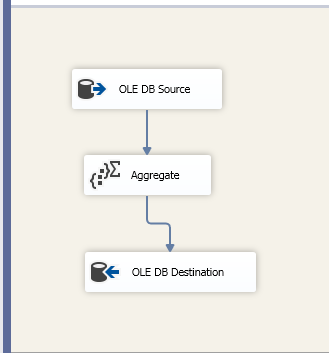 OLE DB Source
Aggregate
OLE DB Destination